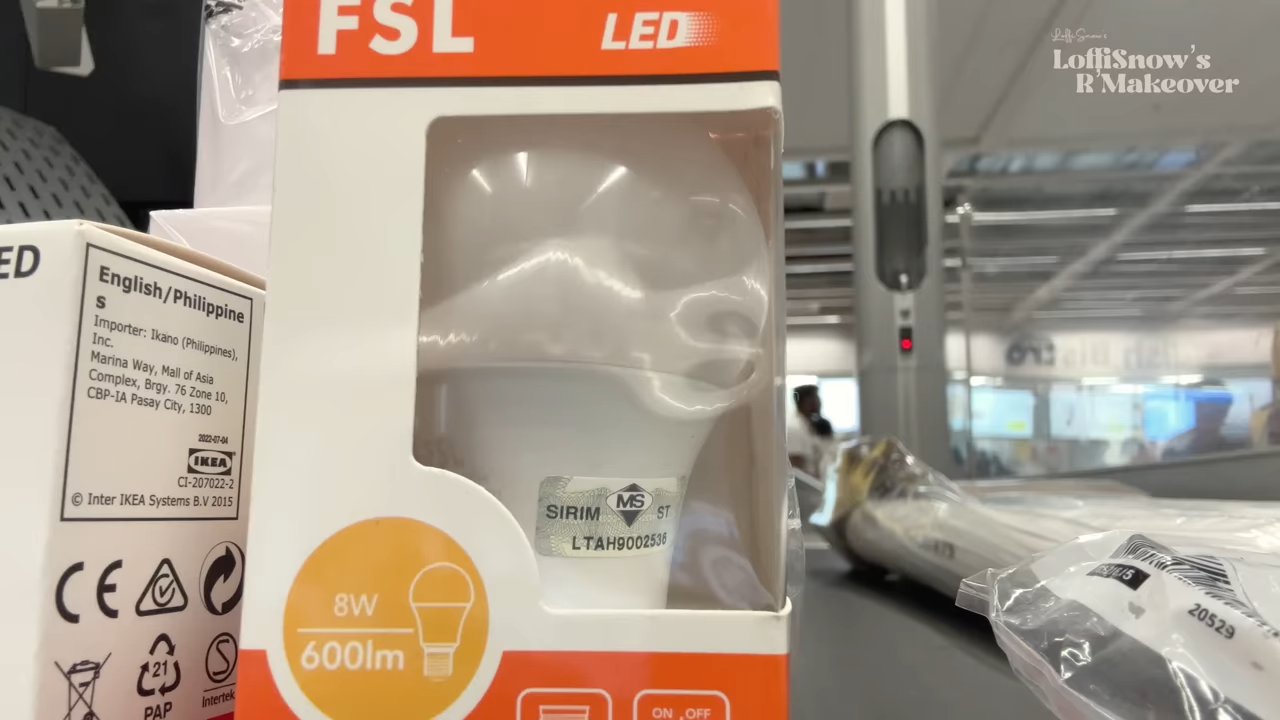 FSL
LED
Loffi Snow's
LoffiSnow's
R'Makeover
ED
English/Philippine
s
Importer: Ikano (Philippines),
Inc.
Marina Way, Mall of Asia
Complex, Brgy. 76 Zone 10,
CBP-IA Pasay City, 1300
2022-07-04
IKEA
CI-207022-2
© Inter IKEA Systems B.V 2015
CE
21
PAP
S
Intertek
SIRIM MS ST
LTAH9002536
8W
600lm
ON OFF
20529